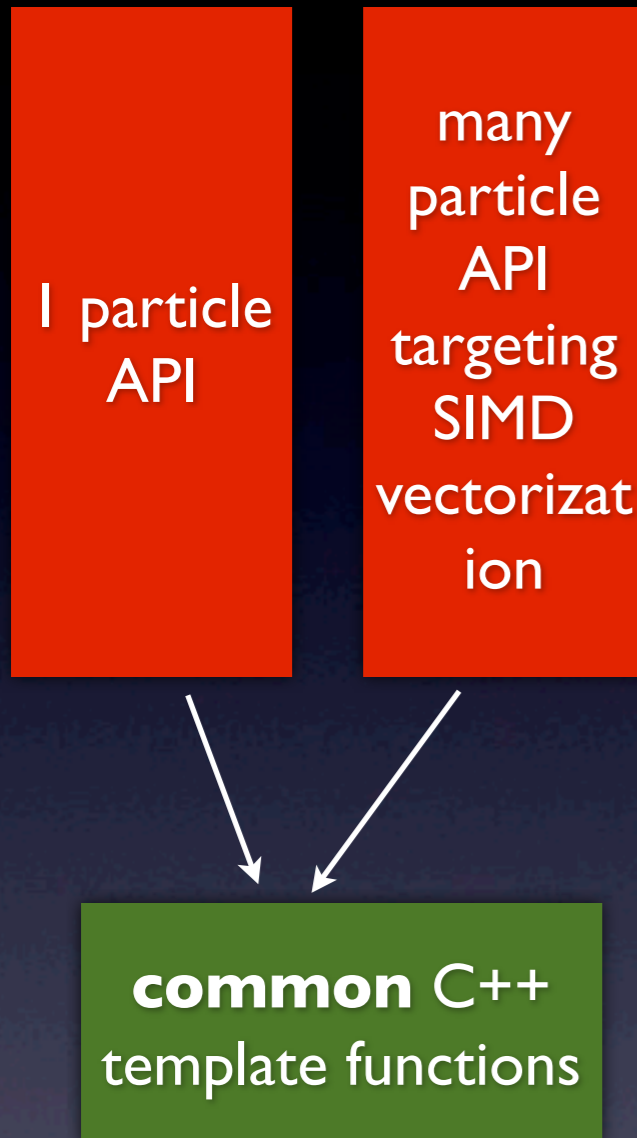 1 particle
API
many
particle
API
targeting
SIMD
vectorizat
ion
common C++
template functions